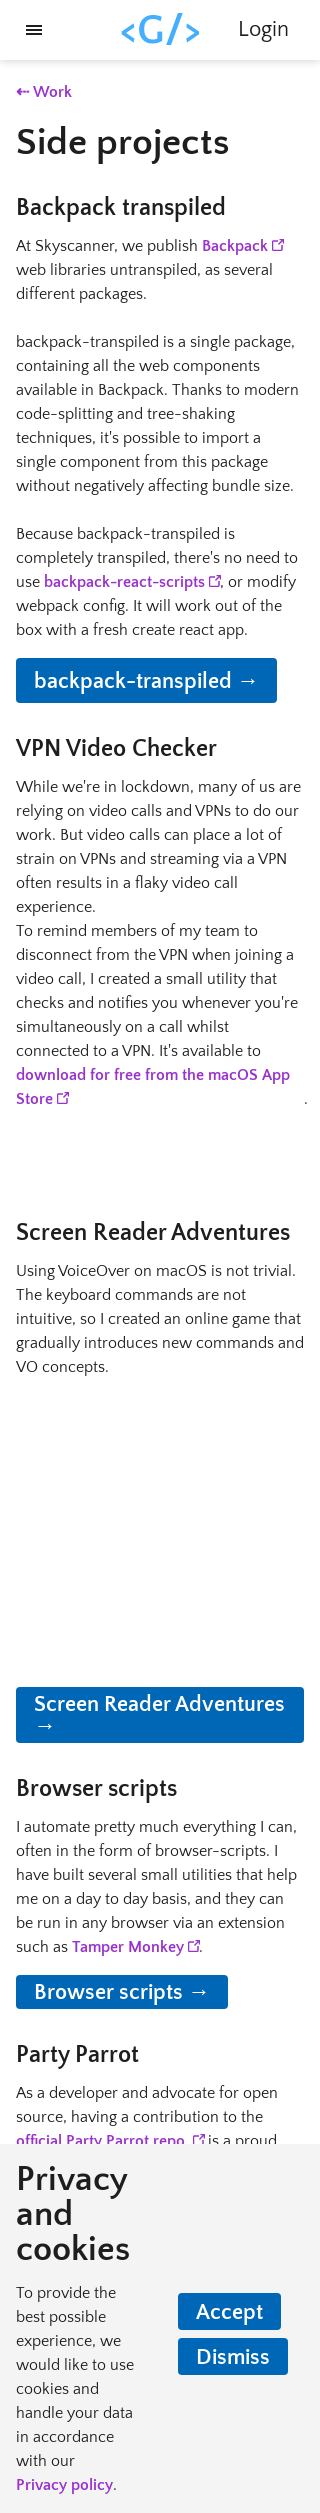 <G/>
Login
⇠ Work
Side projects
Backpack transpiled
At Skyscanner, we publish Backpack
web libraries untranspiled, as several
different packages.
backpack-transpiled is a single package,
containing all the web components
available in Backpack. Thanks to modern
code-splitting and tree-shaking
techniques, it's possible to import a
single component from this package
without negatively affecting bundle size.
Because backpack-transpiled is
completely transpiled, there's no need to
use backpack-react-scripts, or modify
webpack config. It will work out of the
box with a fresh create react app.
backpack-transpiled →
VPN Video Checker
While we're in lockdown, many of us are
relying on video calls and VPNs to do our
work. But video calls can place a lot of
strain on VPNs and streaming via a VPN
often results in a flaky video call
experience.
To remind members of my team to
disconnect from the VPN when joining a
video call, I created a small utility that
checks and notifies you whenever you're
simultaneously on a call whilst
connected to a VPN. It's available to
download for free from the macOS App
Store .
Screen Reader Adventures
Using VoiceOver on macOS is not trivial.
The keyboard commands are not
intuitive, so I created an online game that
gradually introduces new commands and
VO concepts.
Screen Reader Adventures
→
Browser scripts
I automate pretty much everything I can,
often in the form of browser-scripts. I
have built several small utilities that help
me on a day to day basis, and they can
be run in any browser via an extension
such as Tamper Monkey.
Browser scripts →
Party Parrot
As a developer and advocate for open
source, having a contribution to the
official Party Parrot repo, is a proud
Privacy
and
cookies
To provide the
best possible
experience, we
would like to use
cookies and
handle your data
in accordance
with our
Privacy policy.
Accept
Dismiss